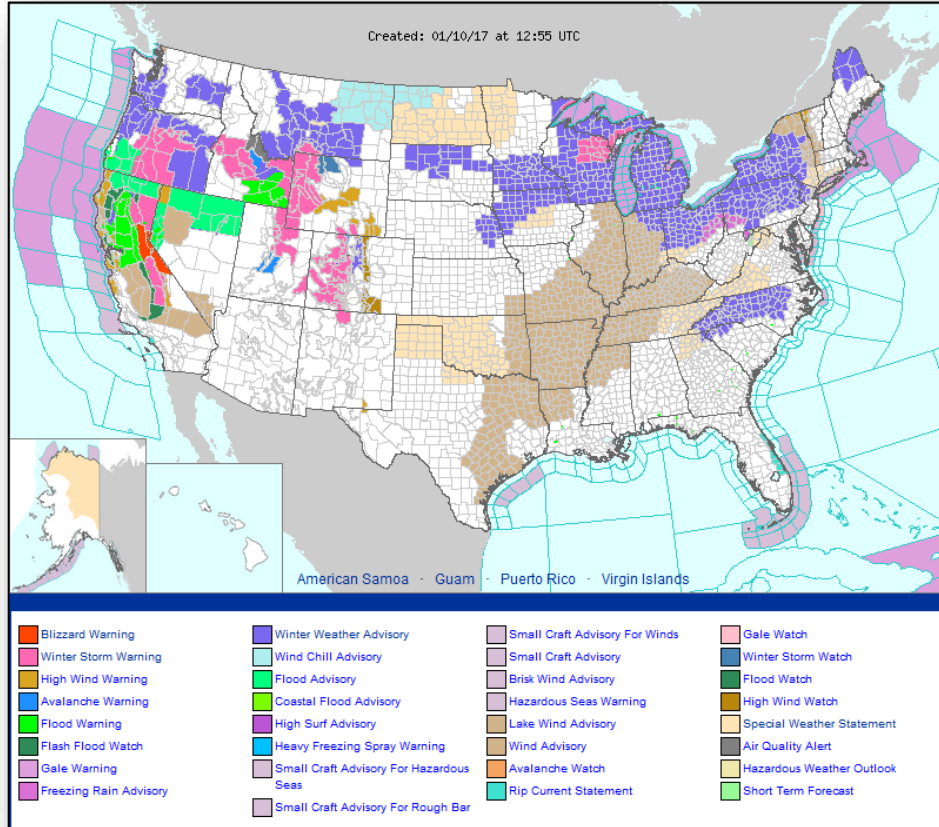 Created: 01/10/17 at 12:55 UTC
American Samoa · Guam · Puerto Rico · Virgin Islands
Blizzard Warning
Winter Storm Warning
High Wind Warning
Avalanche Warning
Flood Warning
Flash Flood Watch
Gale Warning
Freezing Rain Advisory
Winter Weather Advisory
Wind Chill Advisory
Flood Advisory
Coastal Flood Advisory
High Surf Advisory
Heavy Freezing Spray Warning
Small Craft Advisory For Hazardous
Seas
Small Craft Advisory For Rough Bar
Small Craft Advisory For Winds
Small Craft Advisory
Brisk Wind Advisory
Hazardous Seas Warning
Lake Wind Advisory
Wind Advisory
Avalanche Watch
Rip Current Statement
Gale Watch
Winter Storm Watch
Flood Watch
High Wind Watch
Special Weather Statement
Air Quality Alert
Hazardous Weather Outlook
Short Term Forecast